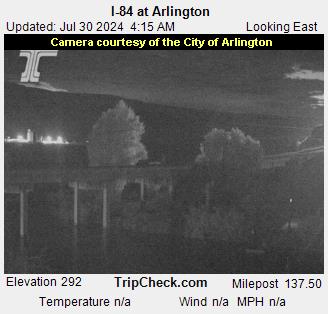 I-84 at Arlington
Updated: Jul 30 2024 4:15 AM Looking East
Camera courtesy of the City of Arlington
Elevation 292 TripCheck.com Milepost 137.50
Temperature n/a Wind n/a MPH n/a